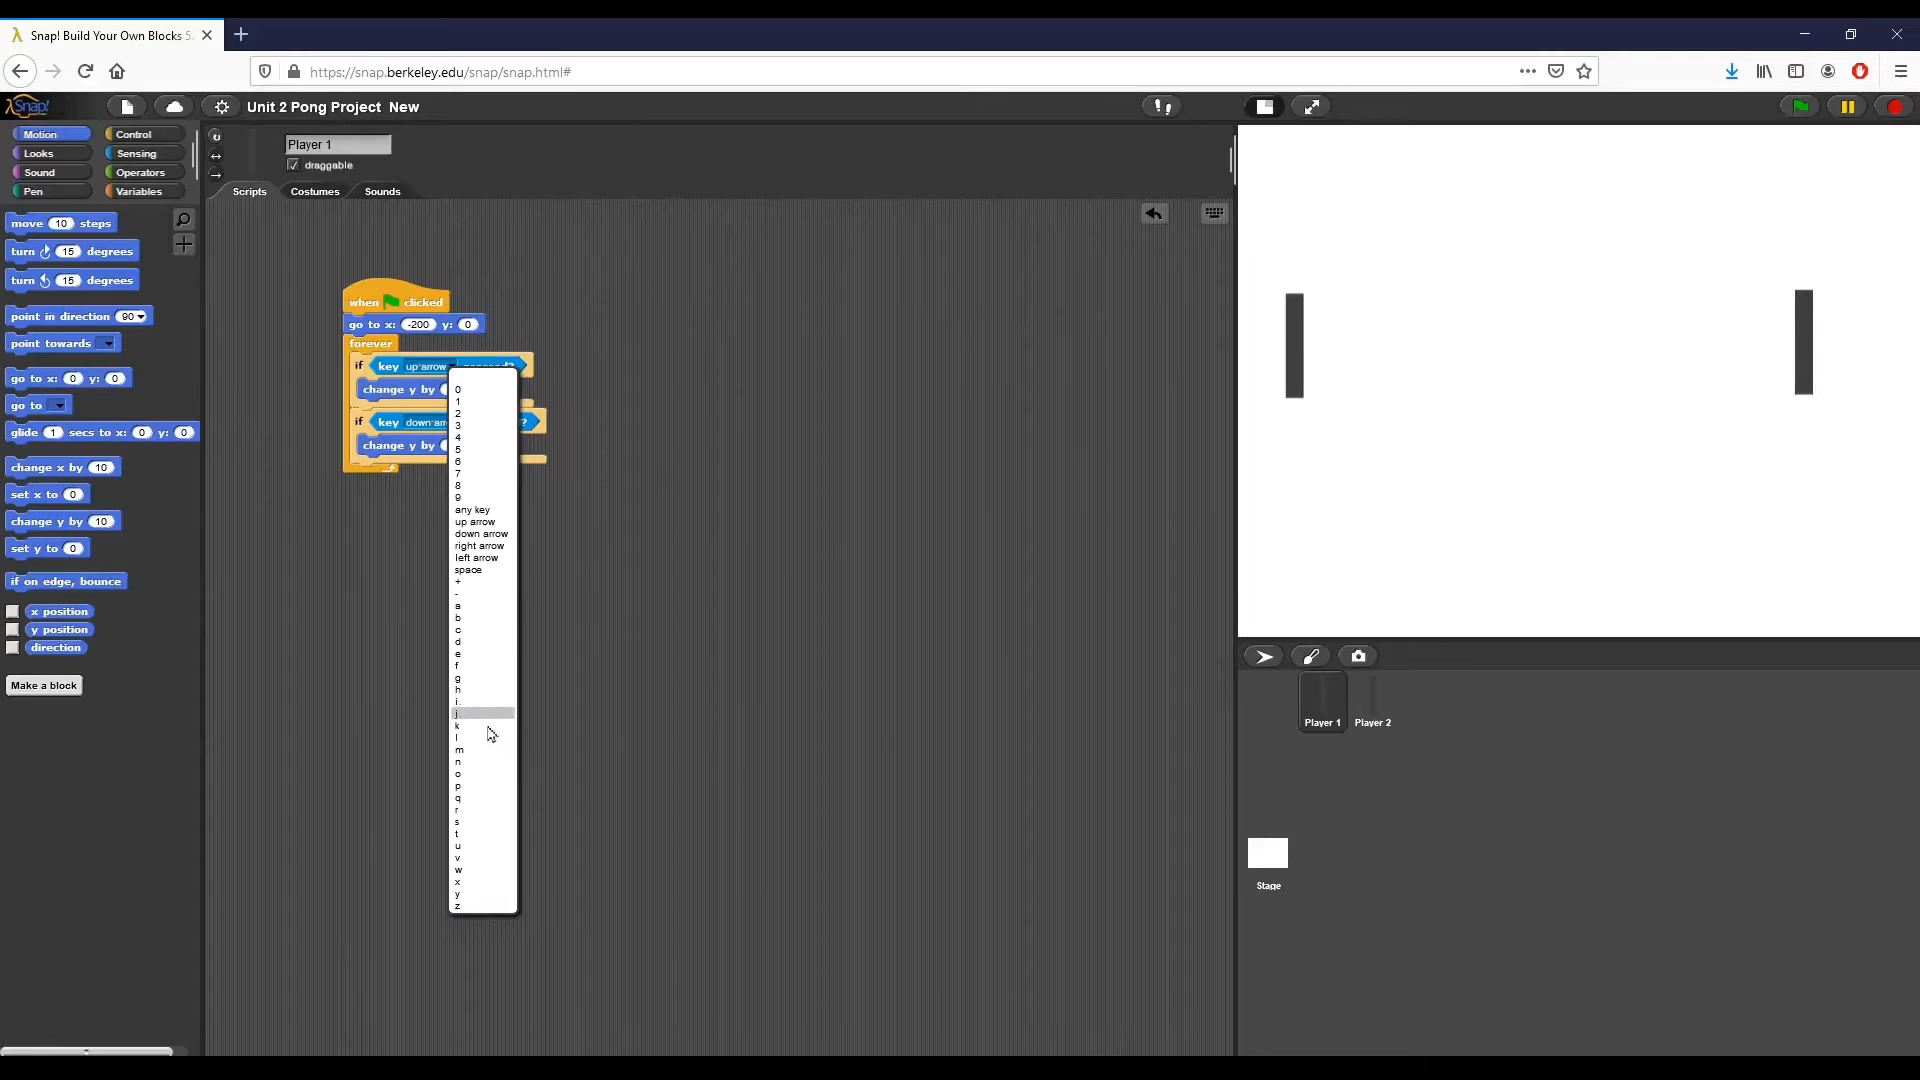 Snap! Build Your Own Blocks 5.
https://snap.berkeley.edu/snap/snap.html#
Snap!
Unit 2 Pong Project New
Motion
Control
Looks
Sensing
Sound
Operators
Pen
Variables
Player 1
draggable
Scripts
Costumes
Sounds
move 10 steps
turn 15 degrees
turn 15 degrees
point in direction 90
point towards
go to x: 0 y: 0
go to
glide 1 secs to x: 0 y: 0
change x by 10
set x to 0
change y by 10
set y to 0
if on edge, bounce
x position
y position
direction
Make a block
when clicked
go to x: -200 y: 0
forever
if key up arrow
change y by
if key down ?
change y by
0
1
2
3
4
5
6
7
8
9
any key
up arrow
down arrow
right arrow
left arrow
space
+
-
a
b
c
d
e
f
g
h
i
j
k
l
m
n
o
p
q
r
s
t
u
v
w
x
y
z
Player 1
Player 2
Stage